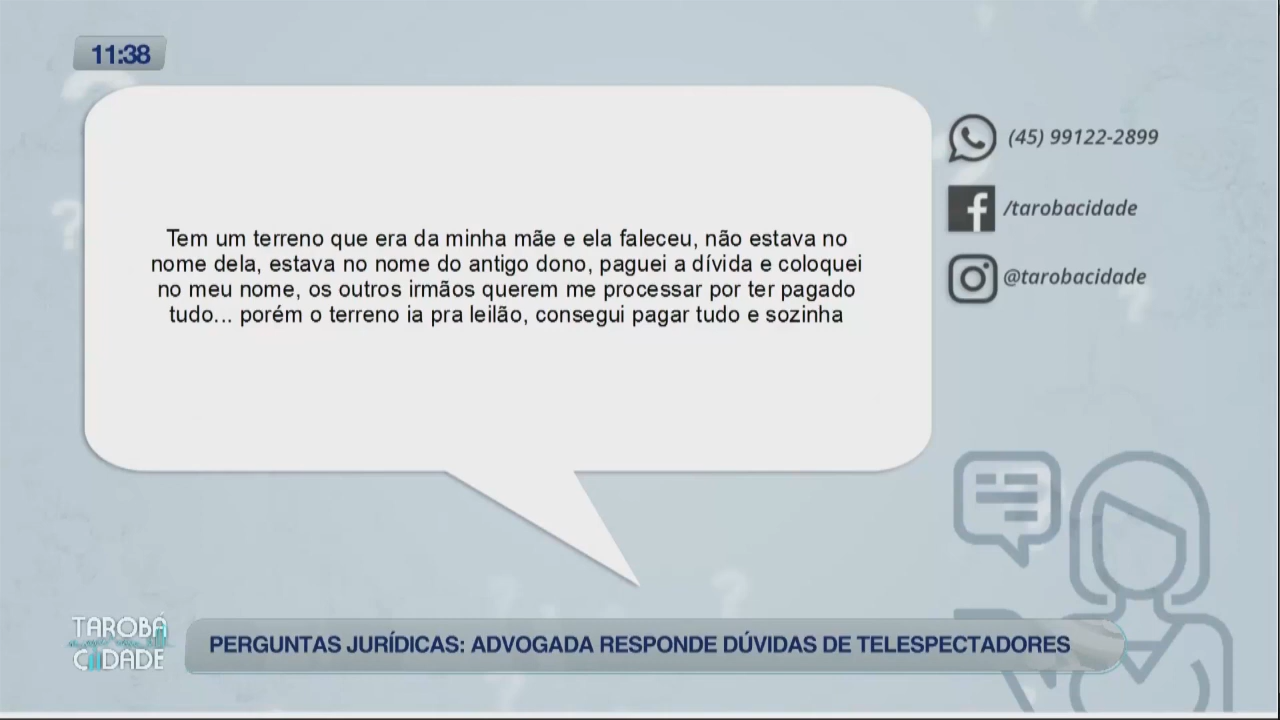 11:38
Tem um terreno que era da minha mãe e ela faleceu, não estava no
nome dela, estava no nome do antigo dono, paguei a dívida e coloquei
no meu nome, os outros irmãos querem me processar por ter pagado
tudo... porém o terreno ia pra leilão, consegui pagar tudo e sozinha
(45) 99122-2899
/tarobacidade
@tarobacidade
TAROBÁ
CIDADE
PERGUNTAS JURÍDICAS: ADVOGADA RESPONDE DÚVIDAS DE TELESPECTADORES